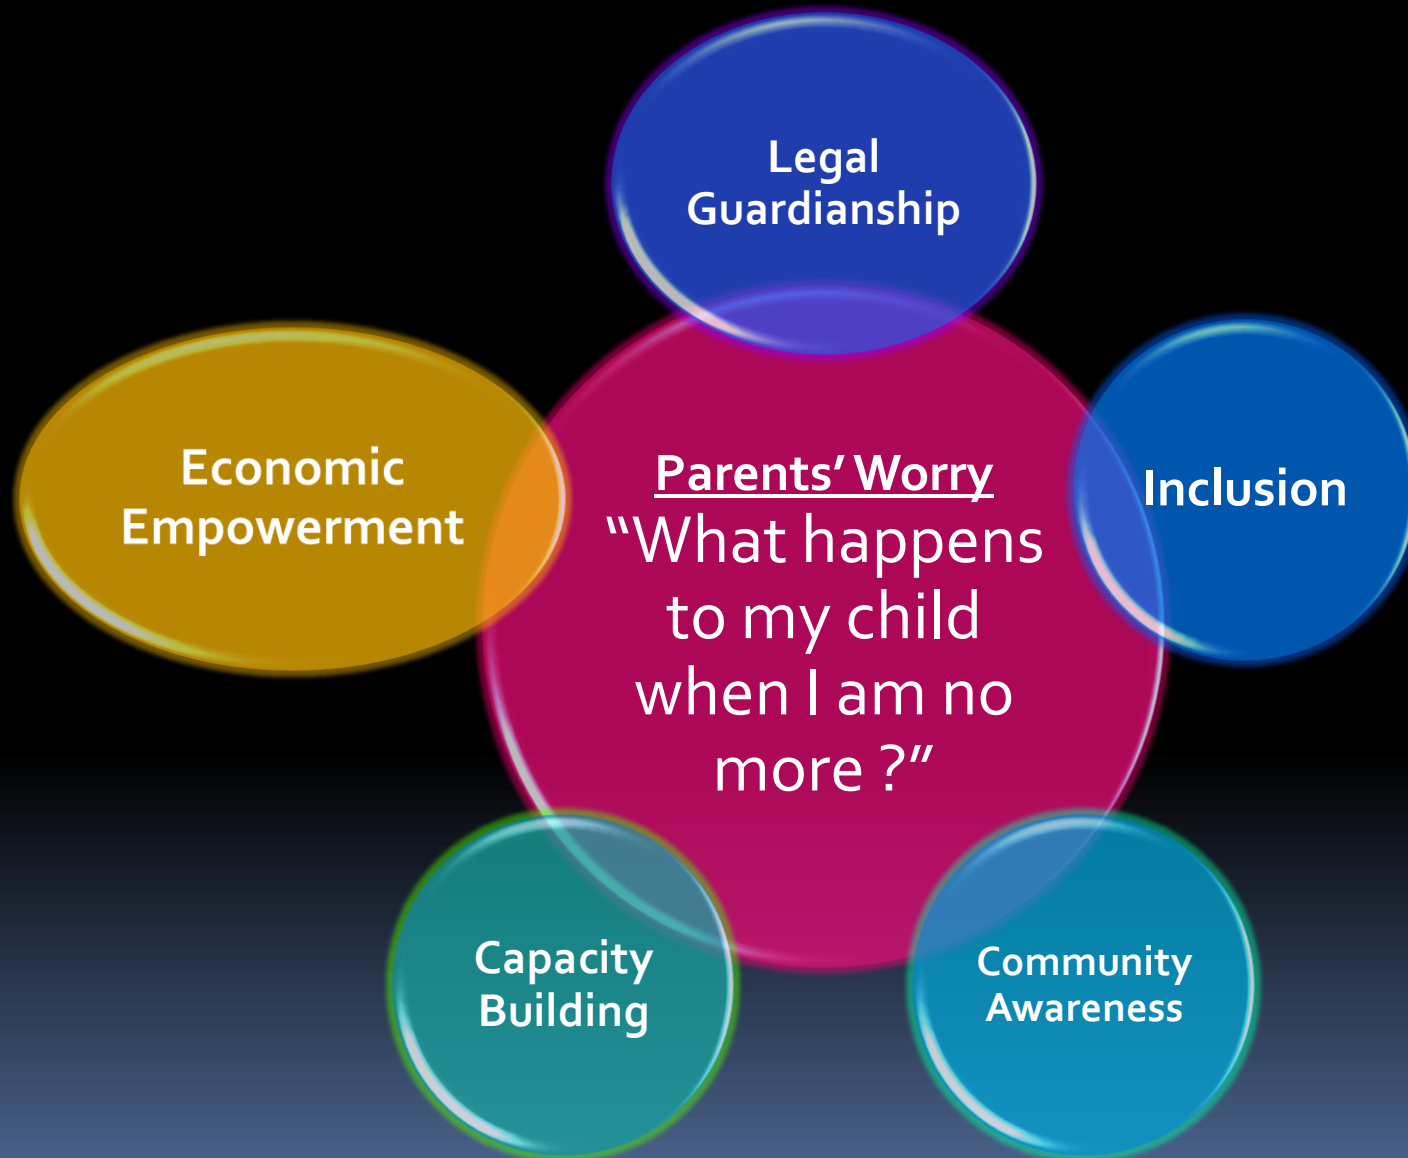 Legal
Guardianship
Economic
Empowerment
Parents’ Worry
“What happens
to my child
when I am no
more ?”
Inclusion
Capacity
Building
Community
Awareness